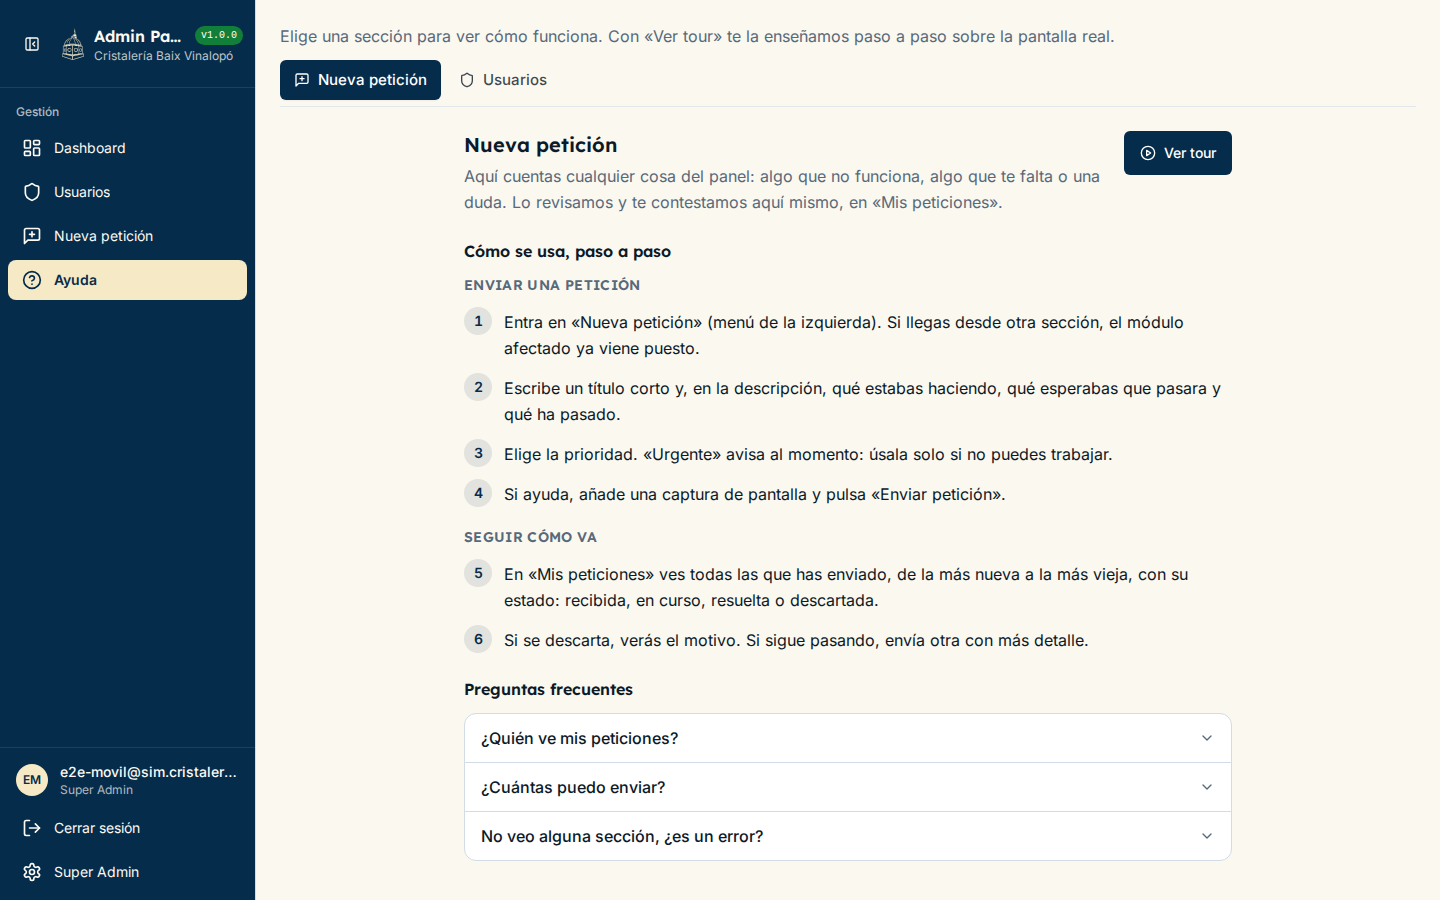 Admin Pa...
v1.0.0
Cristalería Baix Vinalopó
Gestión
Dashboard
Usuarios
Nueva petición
Ayuda
e2e-movil@sim.cristaler...
EM
Super Admin
Cerrar sesión
Super Admin
Elige una sección para ver cómo funciona. Con «Ver tour» te la enseñamos paso a paso sobre la pantalla real.
Nueva petición
Usuarios
Nueva petición
Ver tour
Aquí cuentas cualquier cosa del panel: algo que no funciona, algo que te falta o una
duda. Lo revisamos y te contestamos aquí mismo, en «Mis peticiones».
Cómo se usa, paso a paso
ENVIAR UNA PETICIÓN
1 Entra en «Nueva petición» (menú de la izquierda). Si llegas desde otra sección, el módulo
afectado ya viene puesto.
2 Escribe un título corto y, en la descripción, qué estabas haciendo, qué esperabas que pasara y
qué ha pasado.
3 Elige la prioridad. «Urgente» avisa al momento: úsala solo si no puedes trabajar.
4 Si ayuda, añade una captura de pantalla y pulsa «Enviar petición».
SEGUIR CÓMO VA
5 En «Mis peticiones» ves todas las que has enviado, de la más nueva a la más vieja, con su
estado: recibida, en curso, resuelta o descartada.
6 Si se descarta, verás el motivo. Si sigue pasando, envía otra con más detalle.
Preguntas frecuentes
¿Quién ve mis peticiones?
¿Cuántas puedo enviar?
No veo alguna sección, ¿es un error?